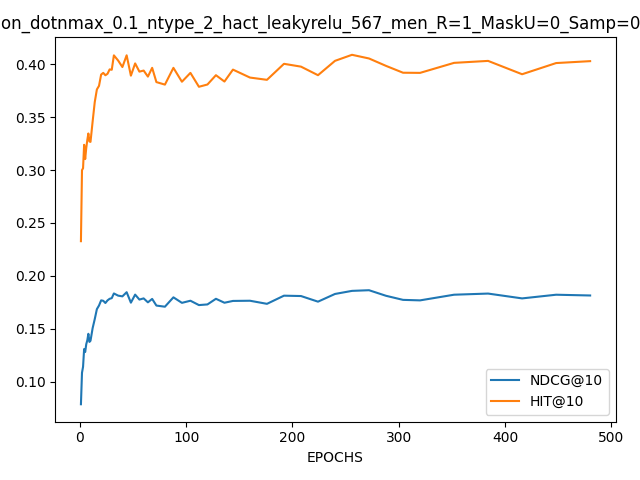 on_dotnmax_0.1_ntype_2_hact_leakyrelu_567_men_R=1_MaskU=0_Samp=0
0.40
0.35
0.30
0.25
0.20
0.15
0.10
0 100 200 300 400 500
EPOCHS
NDCG@10
HIT@10